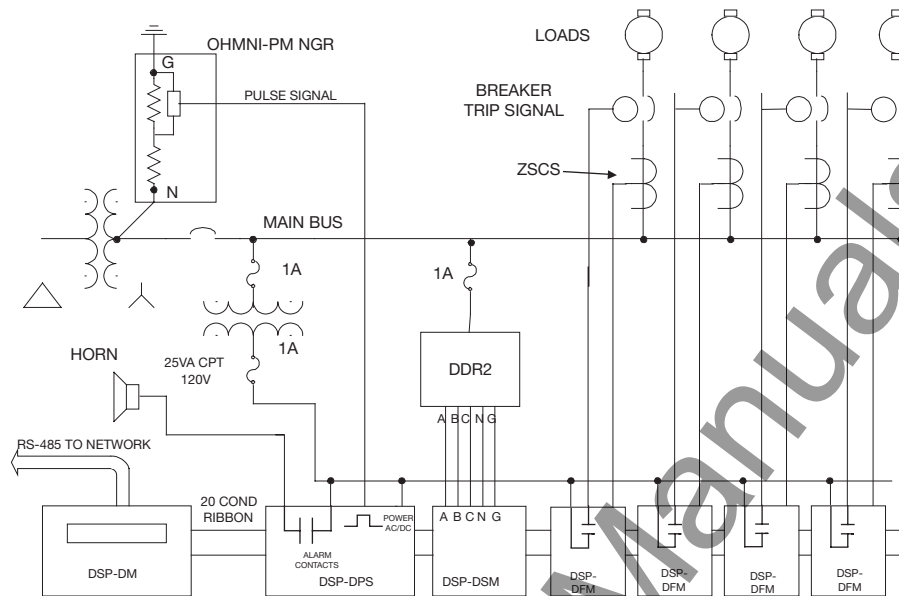 OHMNI-PM NGR
G
PULSE SIGNAL
N
LOADS
BREAKER
TRIP SIGNAL
ZSCS
MAIN BUS
1A
1A
1A
25VA CPT
120V
HORN
DDR2
A B C N G
RS-485 TO NETWORK
20 COND
RIBBON
POWER
AC/DC
ALARM
CONTACTS
A B C N G
DSP-DM
DSP-DPS
DSP-DSM
DSP-
DFM
DSP-
DFM
DSP-
DFM
DSP-
DFM
Manuals